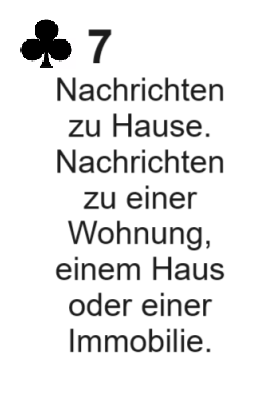 ♣ 7
Nachrichten
zu Hause.
Nachrichten
zu einer
Wohnung,
einem Haus
oder einer
Immobilie.